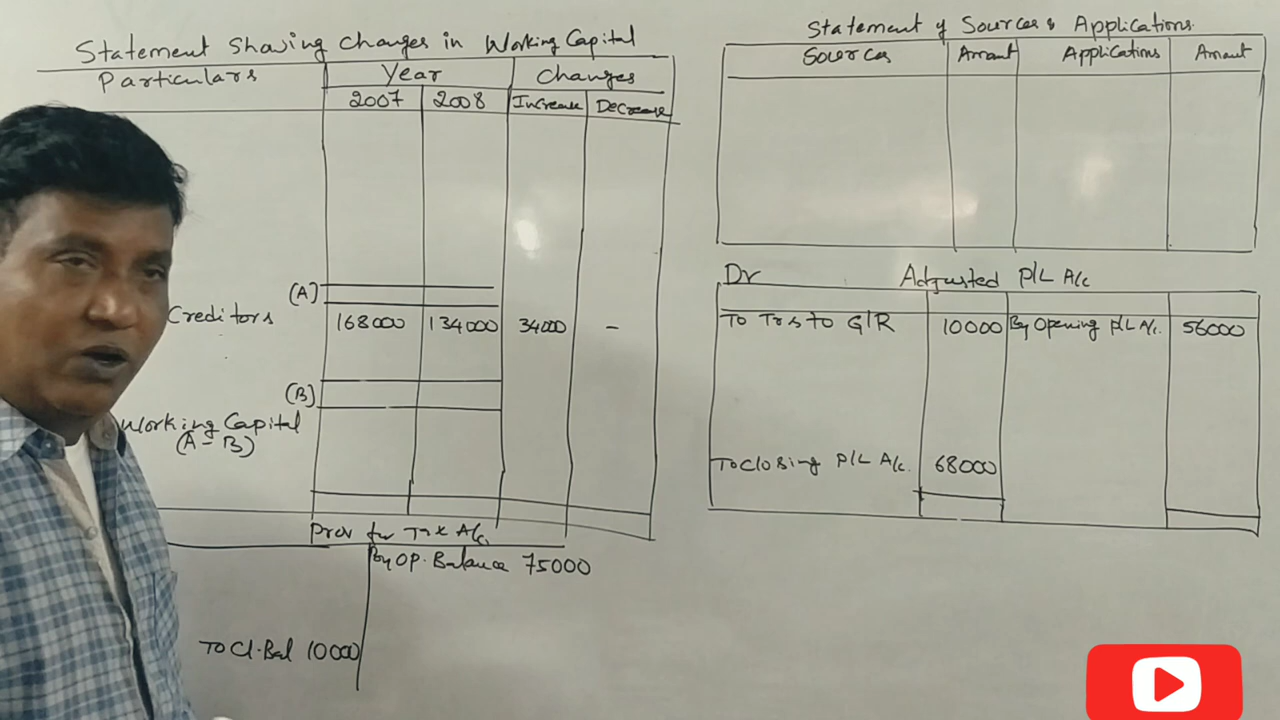 Statement Showing Changes in Working Capital
Particulars Year Changes
2007 2008 Increase Decrease
(A)
Creditors 168000 134000 34000 -
(B)
Working Capital
(A - B)
Prov for Tax A/c,
By Op. Balance 75000
To Cl. Bal 10000
Statement of Sources & Applications.
Sources Amount Applications Amount
Dr Adjusted P/L A/c
To Trs to G/R 10000 By Opening P/L A/c. 56000
To Closing P/L A/c. 68000